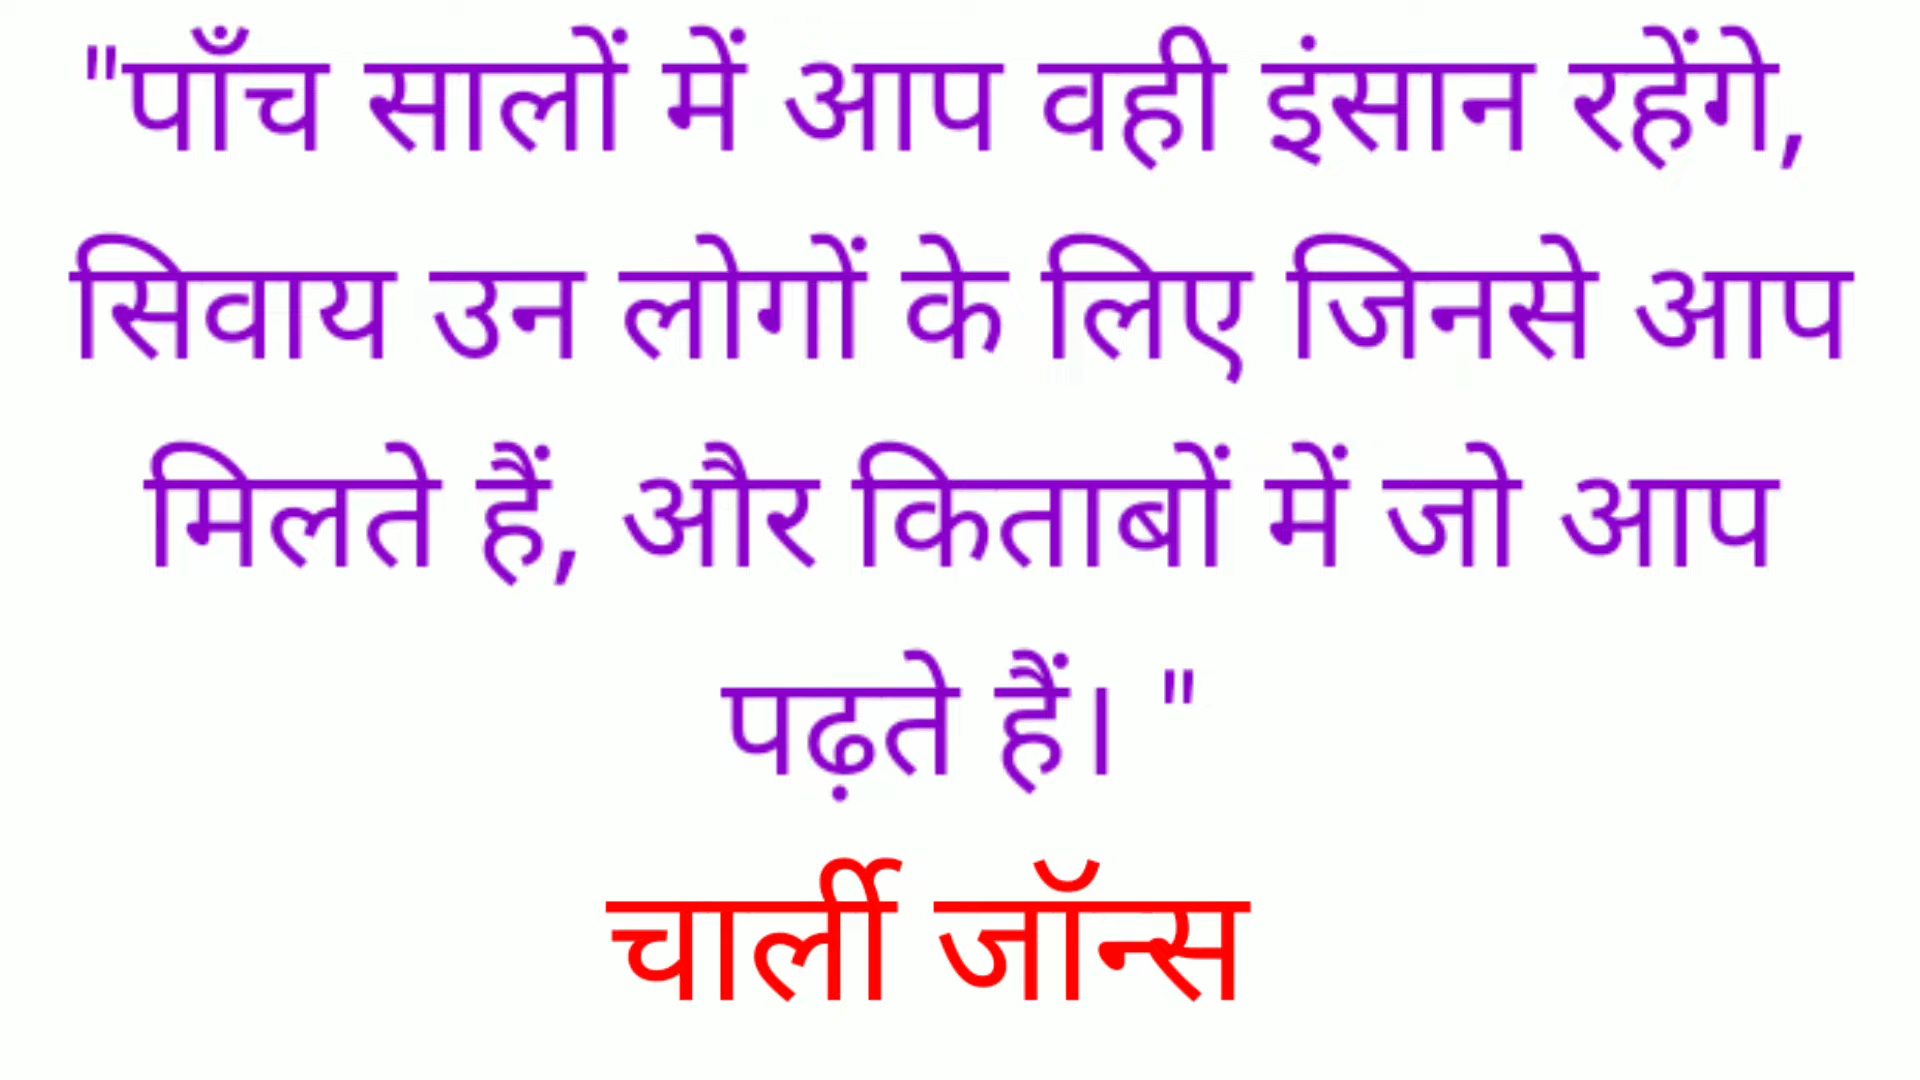 "पाँच सालों में आप वही इंसान रहेंगे,
सिवाय उन लोगों के लिए जिनसे आप
मिलते हैं, और किताबों में जो आप
पढ़ते हैं। "
चार्ली जॉन्स